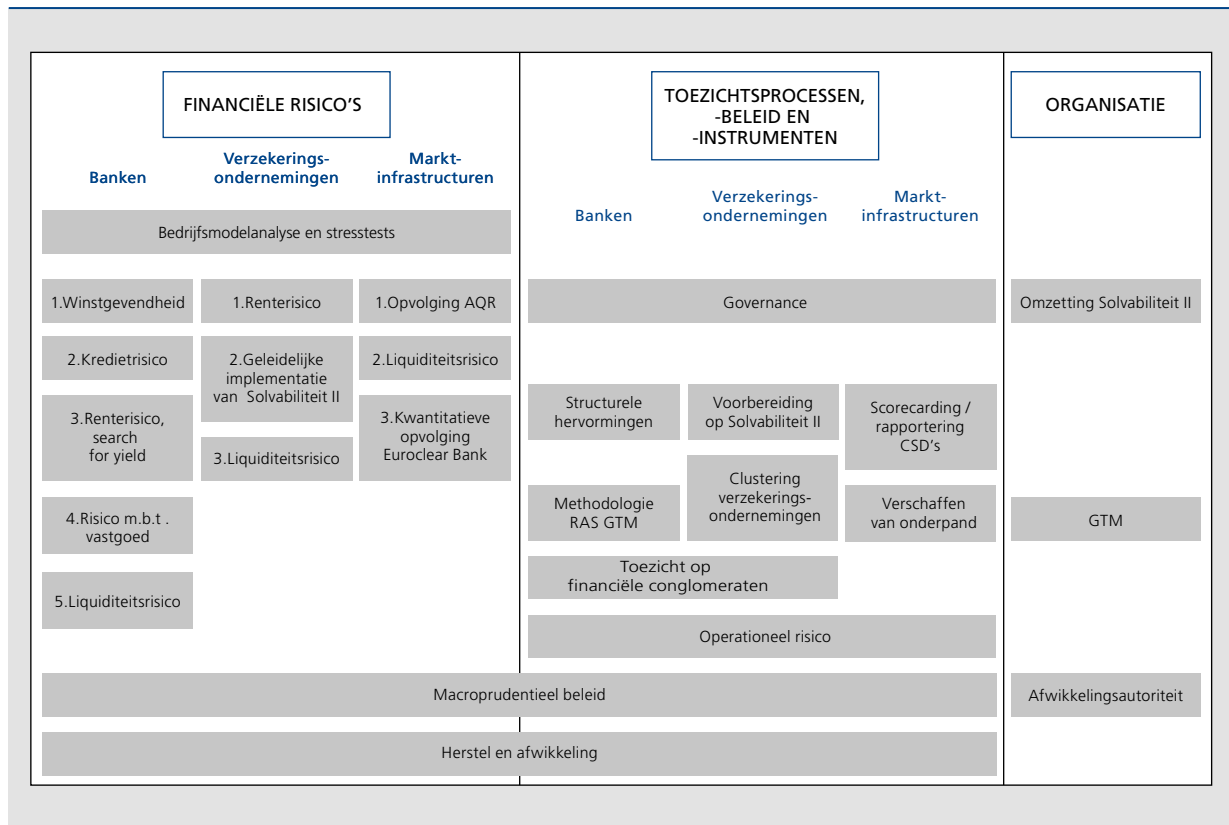 FINANCIËLE RISICO'S
Banken
Verzekerings-
ondernemingen
Markt-
infrastructuren
Bedrijfsmodelanalyse en stresstests
1.Winstgevendheid
2.Kredietrisico
3.Renterisico,
search
for yield
4.Risico m.b.t .
vastgoed
5.Liquiditeitsrisico
1.Renterisico
2.Geleidelijke
implementatie
van Solvabiliteit II
3.Liquiditeitsrisico
1.Opvolging AQR
2.Liquiditeitsrisico
3.Kwantitatieve
opvolging
Euroclear Bank
TOEZICHTSPROCESSEN,
-BELEID EN
-INSTRUMENTEN
Banken
Verzekerings-
ondernemingen
Markt-
infrastructuren
Governance
Structurele
hervormingen
Methodologie
RAS GTM
Voorbereiding
op Solvabiliteit II
Clustering
verzekerings-
ondernemingen
Scorecarding /
rapportering
CSD's
Verschaffen
van onderpand
Toezicht op
financiële conglomeraten
Operationeel risico
Macroprudentieel beleid
Herstel en afwikkeling
ORGANISATIE
Omzetting Solvabiliteit II
GTM
Afwikkelingsautoriteit